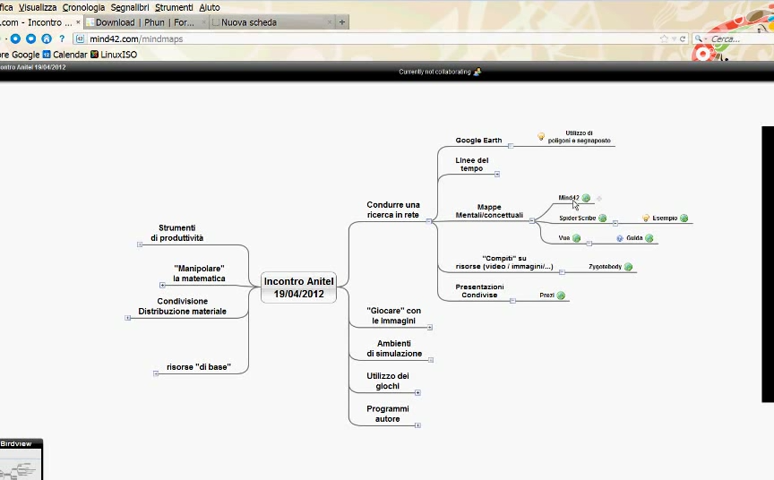 Visualizza Cronologia Segnalibri Strumenti Aiuto
.com - Incontro ... Download | Phun | For... Nuova scheda
mind42.com/mindmaps
Cerca...
Google Calendar LinuxISO
Anitel 19/04/2012
Currently not collaborating
Google Earth
Utilizzo di
poligoni e segnaposto
Linee del
tempo
Condurre una
ricerca in rete
Mappe
Mentali/concettuali
Mind42
SpiderScribe
Esempio
Vue
Guida
"Compiti" su
risorse (video / immagini/...)
Zygotebody
Presentazioni
Condivise
Prezi
Strumenti
di produttività
"Manipolare"
la matematica
Incontro Anitel
19/04/2012
Condivisione
Distribuzione materiale
"Giocare" con
le immagini
Ambienti
di simulazione
risorse "di base"
Utilizzo dei
giochi
Programmi
autore
Birdview